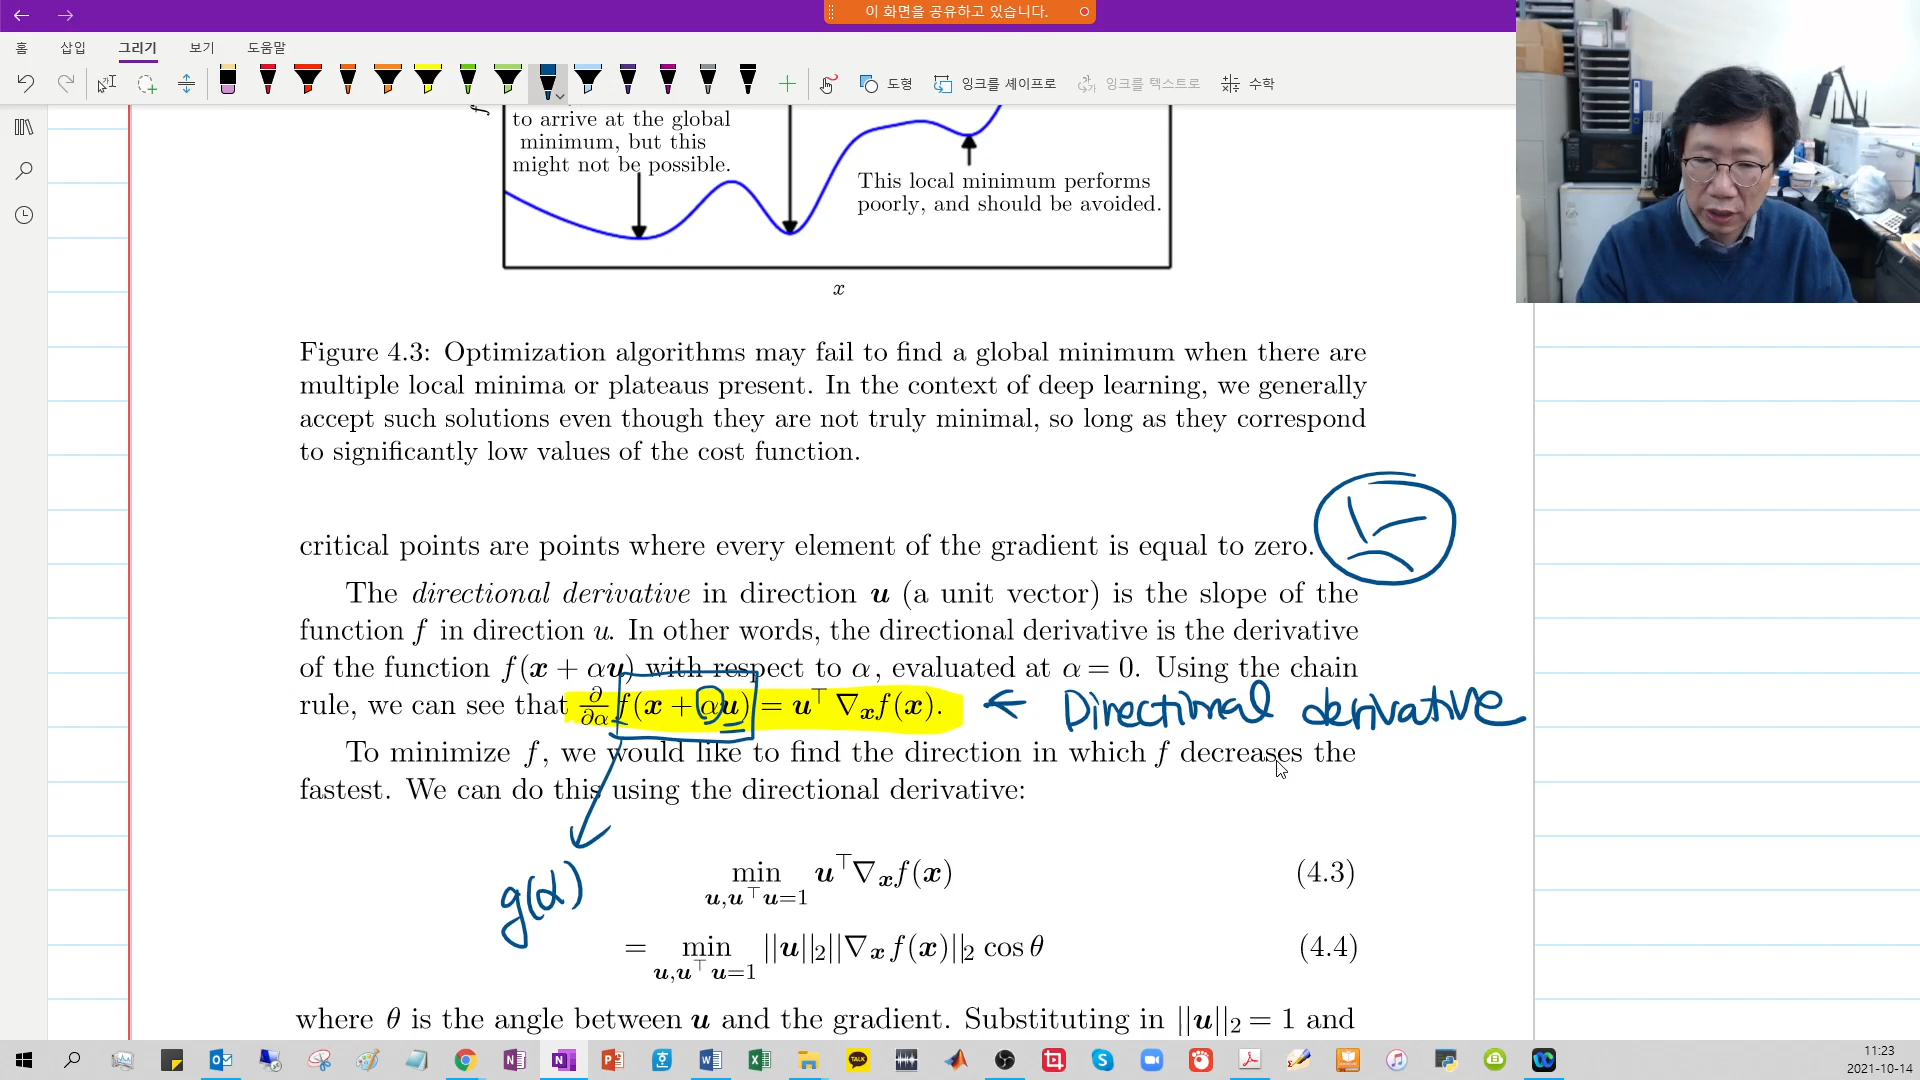 이 화면을 공유하고 있습니다.
홈 삽입 그리기 보기 도움말
도형 잉크를 셰이프로 잉크를 텍스트로 수학
f
to arrive at the global
minimum, but this
might not be possible.
This local minimum performs
poorly, and should be avoided.
x
Figure 4.3: Optimization algorithms may fail to find a global minimum when there are
multiple local minima or plateaus present. In the context of deep learning, we generally
accept such solutions even though they are not truly minimal, so long as they correspond
to significantly low values of the cost function.
critical points are points where every element of the gradient is equal to zero.
The directional derivative in direction u (a unit vector) is the slope of the
function f in direction u. In other words, the directional derivative is the derivative
of the function f(x + αu) with respect to α, evaluated at α = 0. Using the chain
rule, we can see that ∂/∂α f(x + αu) = u⊤∇ₓf(x). ← Directional derivative
To minimize f, we would like to find the direction in which f decreases the
fastest. We can do this using the directional derivative:
min u,u⊤u=1 u⊤∇ₓf(x) (4.3)
g(α)
= min u,u⊤u=1 ||u||₂||∇ₓf(x)||₂ cos θ (4.4)
where θ is the angle between u and the gradient. Substituting in ||u||₂ = 1 and
11:23
2021-10-14